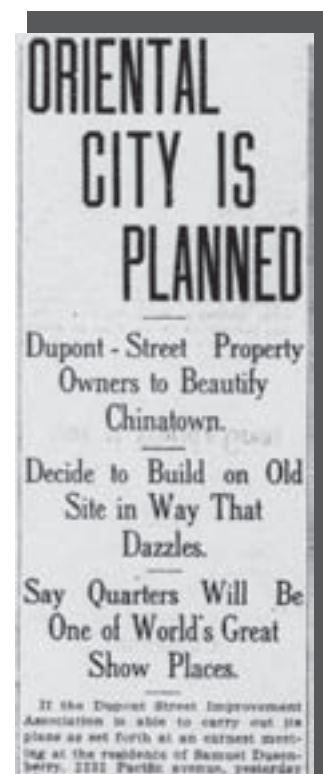 ORIENTAL
CITY IS
PLANNED
Dupont - Street Property
Owners to Beautify
Chinatown.
Decide to Build on Old
Site in Way That
Dazzles.
Say Quarters Will Be
One of World's Great
Show Places.
If the Dupont Street Improvement
Association is able to carry out its
plans as set forth at an earnest meet-
ing at the residence of Samuel Dusen-
berry, Pacific avenue, yesterday